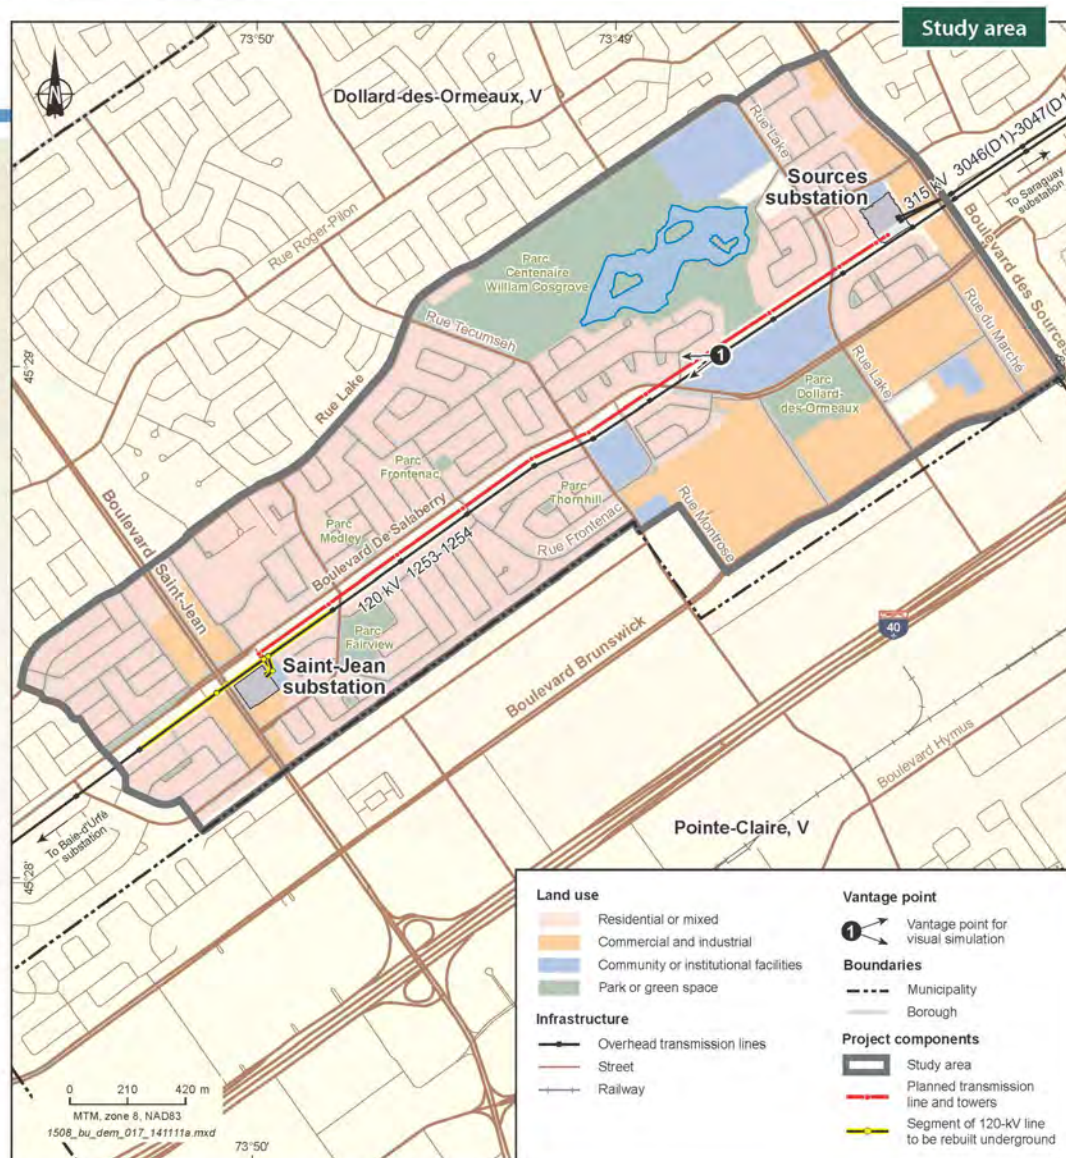 Study area
73°50'
73°49'
N
Dollard-des-Ormeaux, V
Rue Lake
3046(D1)-3047(D1
315 kV
Sources
substation
To Saraguay
substation
Boulevard des Sources
Rue Roger-Pilon
Parc
Centenaire
William Cosgrove
Rue Tecumseh
Rue du Marché
45°29'
1
Rue Lake
Rue Lake
Parc
Dollard-
des-Ormeaux
Parc
Frontenac
Parc
Thornhill
Rue Montrose
Boulevard Saint-Jean
Parc
Medley
Boulevard De Salaberry
Rue Frontenac
120 kV 1253-1254
Parc
Fairview
40
Saint-Jean
substation
Boulevard Brunswick
Boulevard Hymus
To Baie-d'Urfé
substation
Pointe-Claire, V
45°28'
Land use
Residential or mixed
Commercial and industrial
Community or institutional facilities
Park or green space
Infrastructure
Overhead transmission lines
Street
Railway
Vantage point
1
Vantage point for
visual simulation
Boundaries
Municipality
Borough
Project components
Study area
Planned transmission
line and towers
Segment of 120-kV line
to be rebuilt underground
0 210 420 m
MTM, zone 8, NAD83
1508_bu_dem_017_141111a.mxd
73°50'